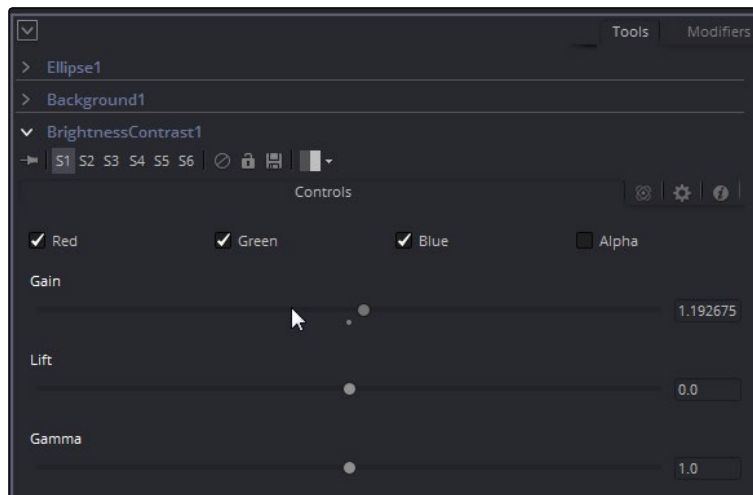 Tools Modifiers
Ellipse1
Background1
BrightnessContrast1
S1 S2 S3 S4 S5 S6
Controls
Red Green Blue Alpha
Gain
1.192675
Lift
0.0
Gamma
1.0